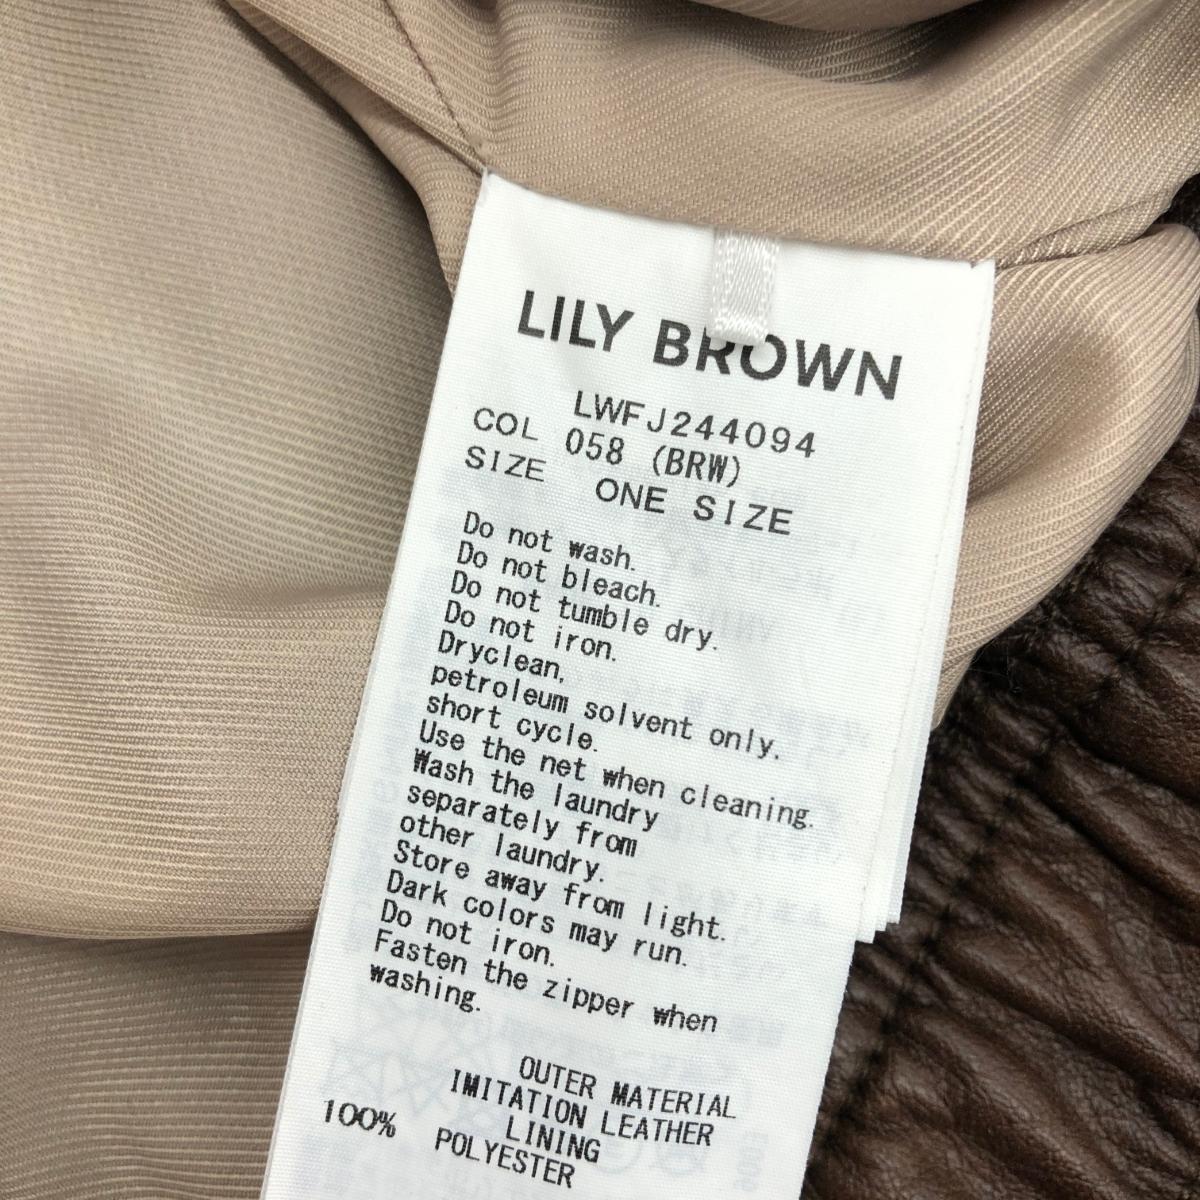 LILY BROWN
LWFJ244094
COL 058 (BRW)
SIZE ONE SIZE
Do not wash.
Do not bleach.
Do not tumble dry.
Do not iron.
Dryclean,
petroleum solvent only,
short cycle.
Use the net when cleaning.
Wash the laundry
separately from
other laundry.
Store away from light.
Dark colors may run.
Do not iron.
Fasten the zipper when
washing.
OUTER MATERIAL
IMITATION LEATHER
LINING
100% POLYESTER